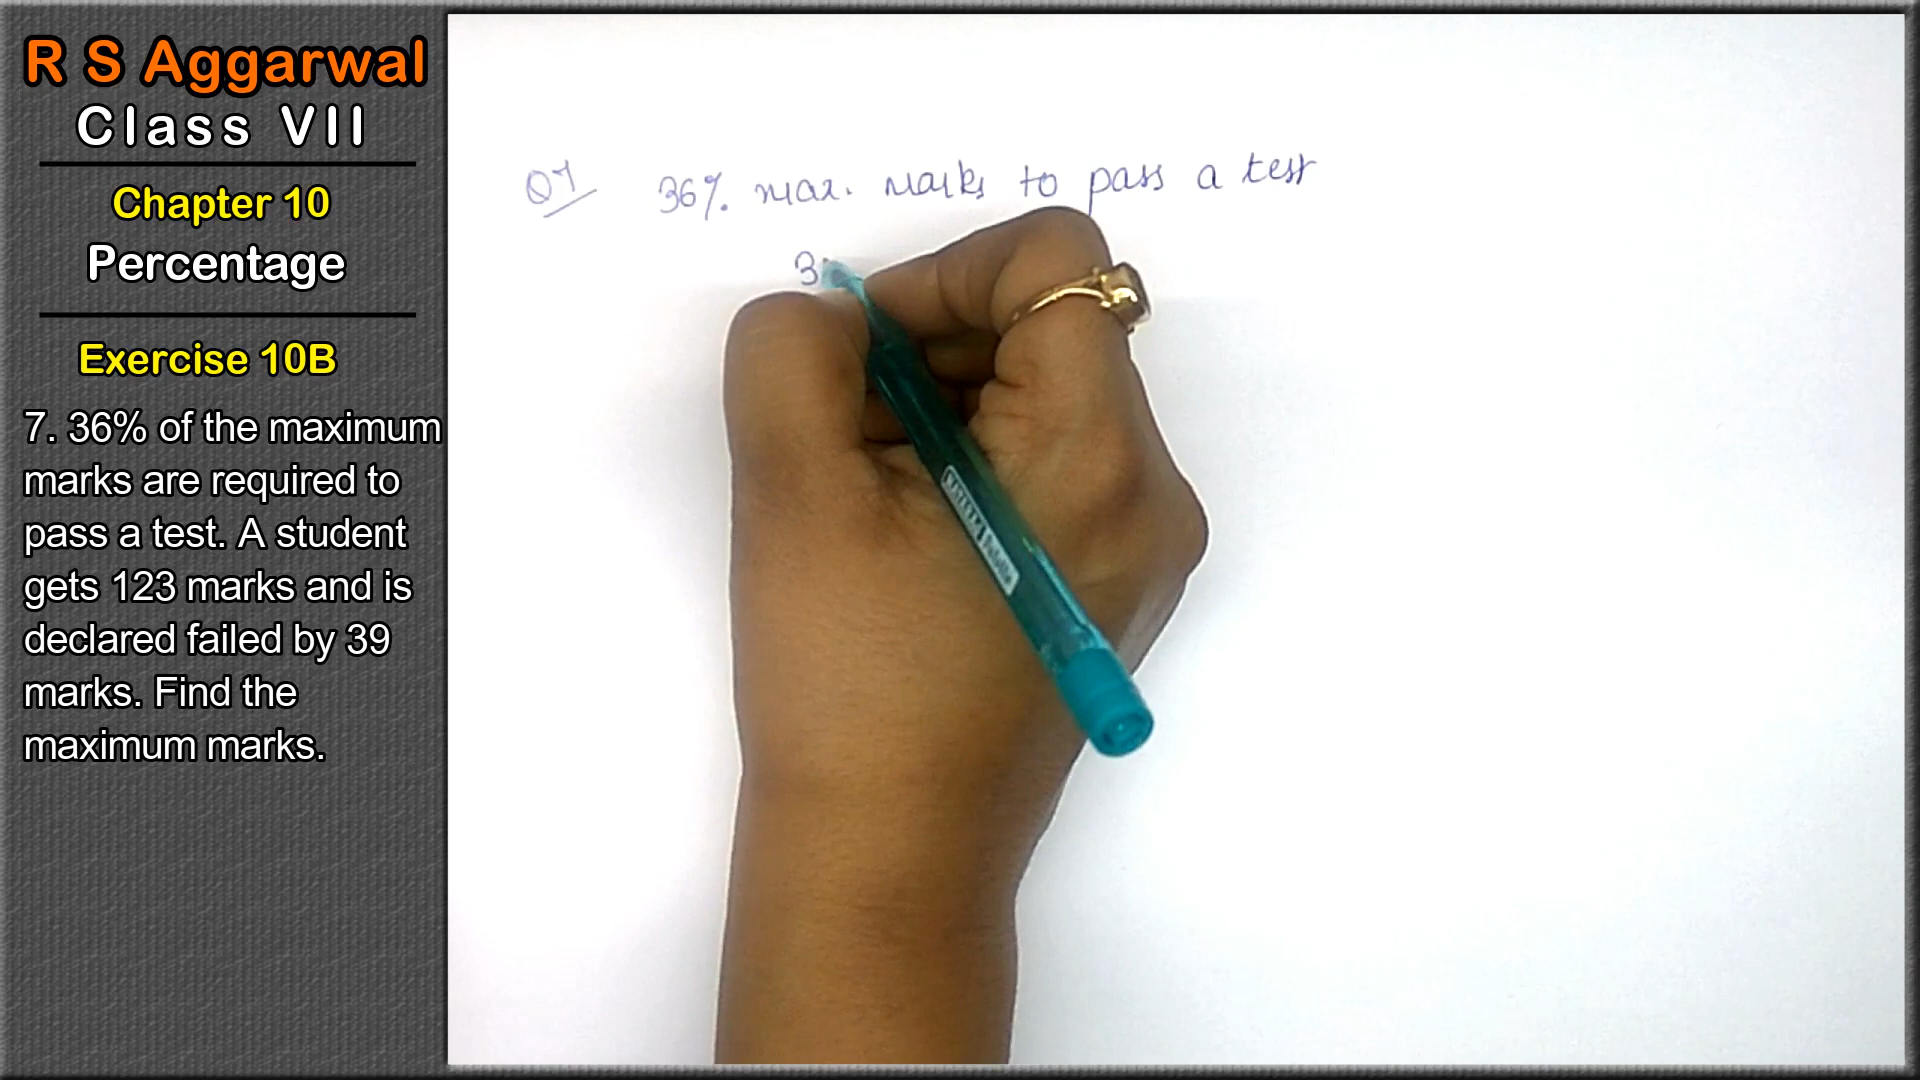 R S Aggarwal
Class VII
Chapter 10
Percentage
Exercise 10B
7. 36% of the maximum
marks are required to
pass a test. A student
gets 123 marks and is
declared failed by 39
marks. Find the
maximum marks.
Q7 36% max. marks to pass a test
3